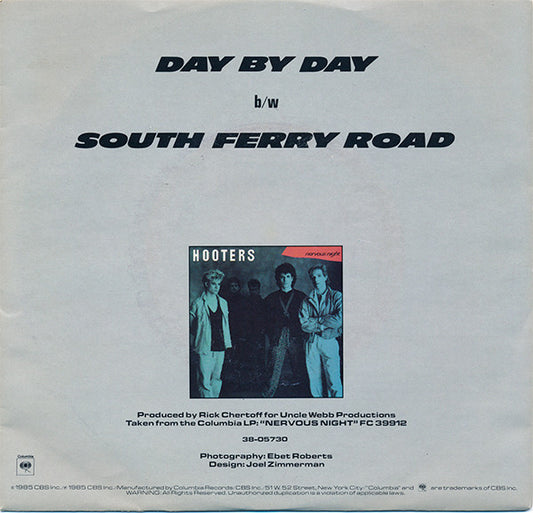 DAY BY DAY
b/w
SOUTH FERRY ROAD
HOOTERS
nervous night
Produced by Rick Chertoff for Uncle Webb Productions
Taken from the Columbia LP: "NERVOUS NIGHT" FC 39912
38-05730
Photography: Ebet Roberts
Design: Joel Zimmerman
Columbia
© 1985 CBS Inc./℗ 1985 CBS Inc./Manufactured by Columbia Records: CBS Inc./51 W. 52 Street, New York City/"Columbia" and are trademarks of CBS Inc.
WARNING: All Rights Reserved. Unauthorized duplication is a violation of applicable laws.